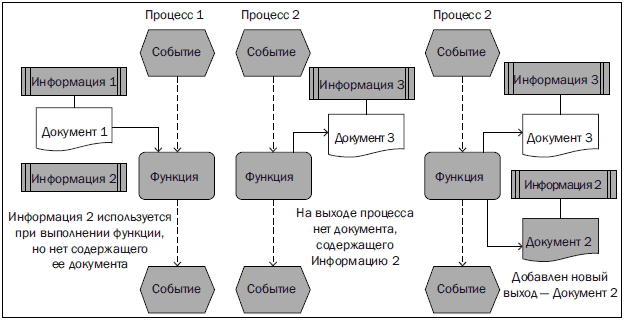 Процесс 1
Процесс 2
Процесс 2
Событие
Событие
Событие
Информация 1
Информация 3
Информация 3
Документ 1
Документ 3
Документ 3
Информация 2
Функция
Функция
Функция
Информация 2
Информация 2 используется
при выполнении функции,
но нет содержащего
ее документа
На выходе процесса
нет документа,
содержащего
Информацию 2
Документ 2
Событие
Событие
Событие
Добавлен новый
выход — Документ 2